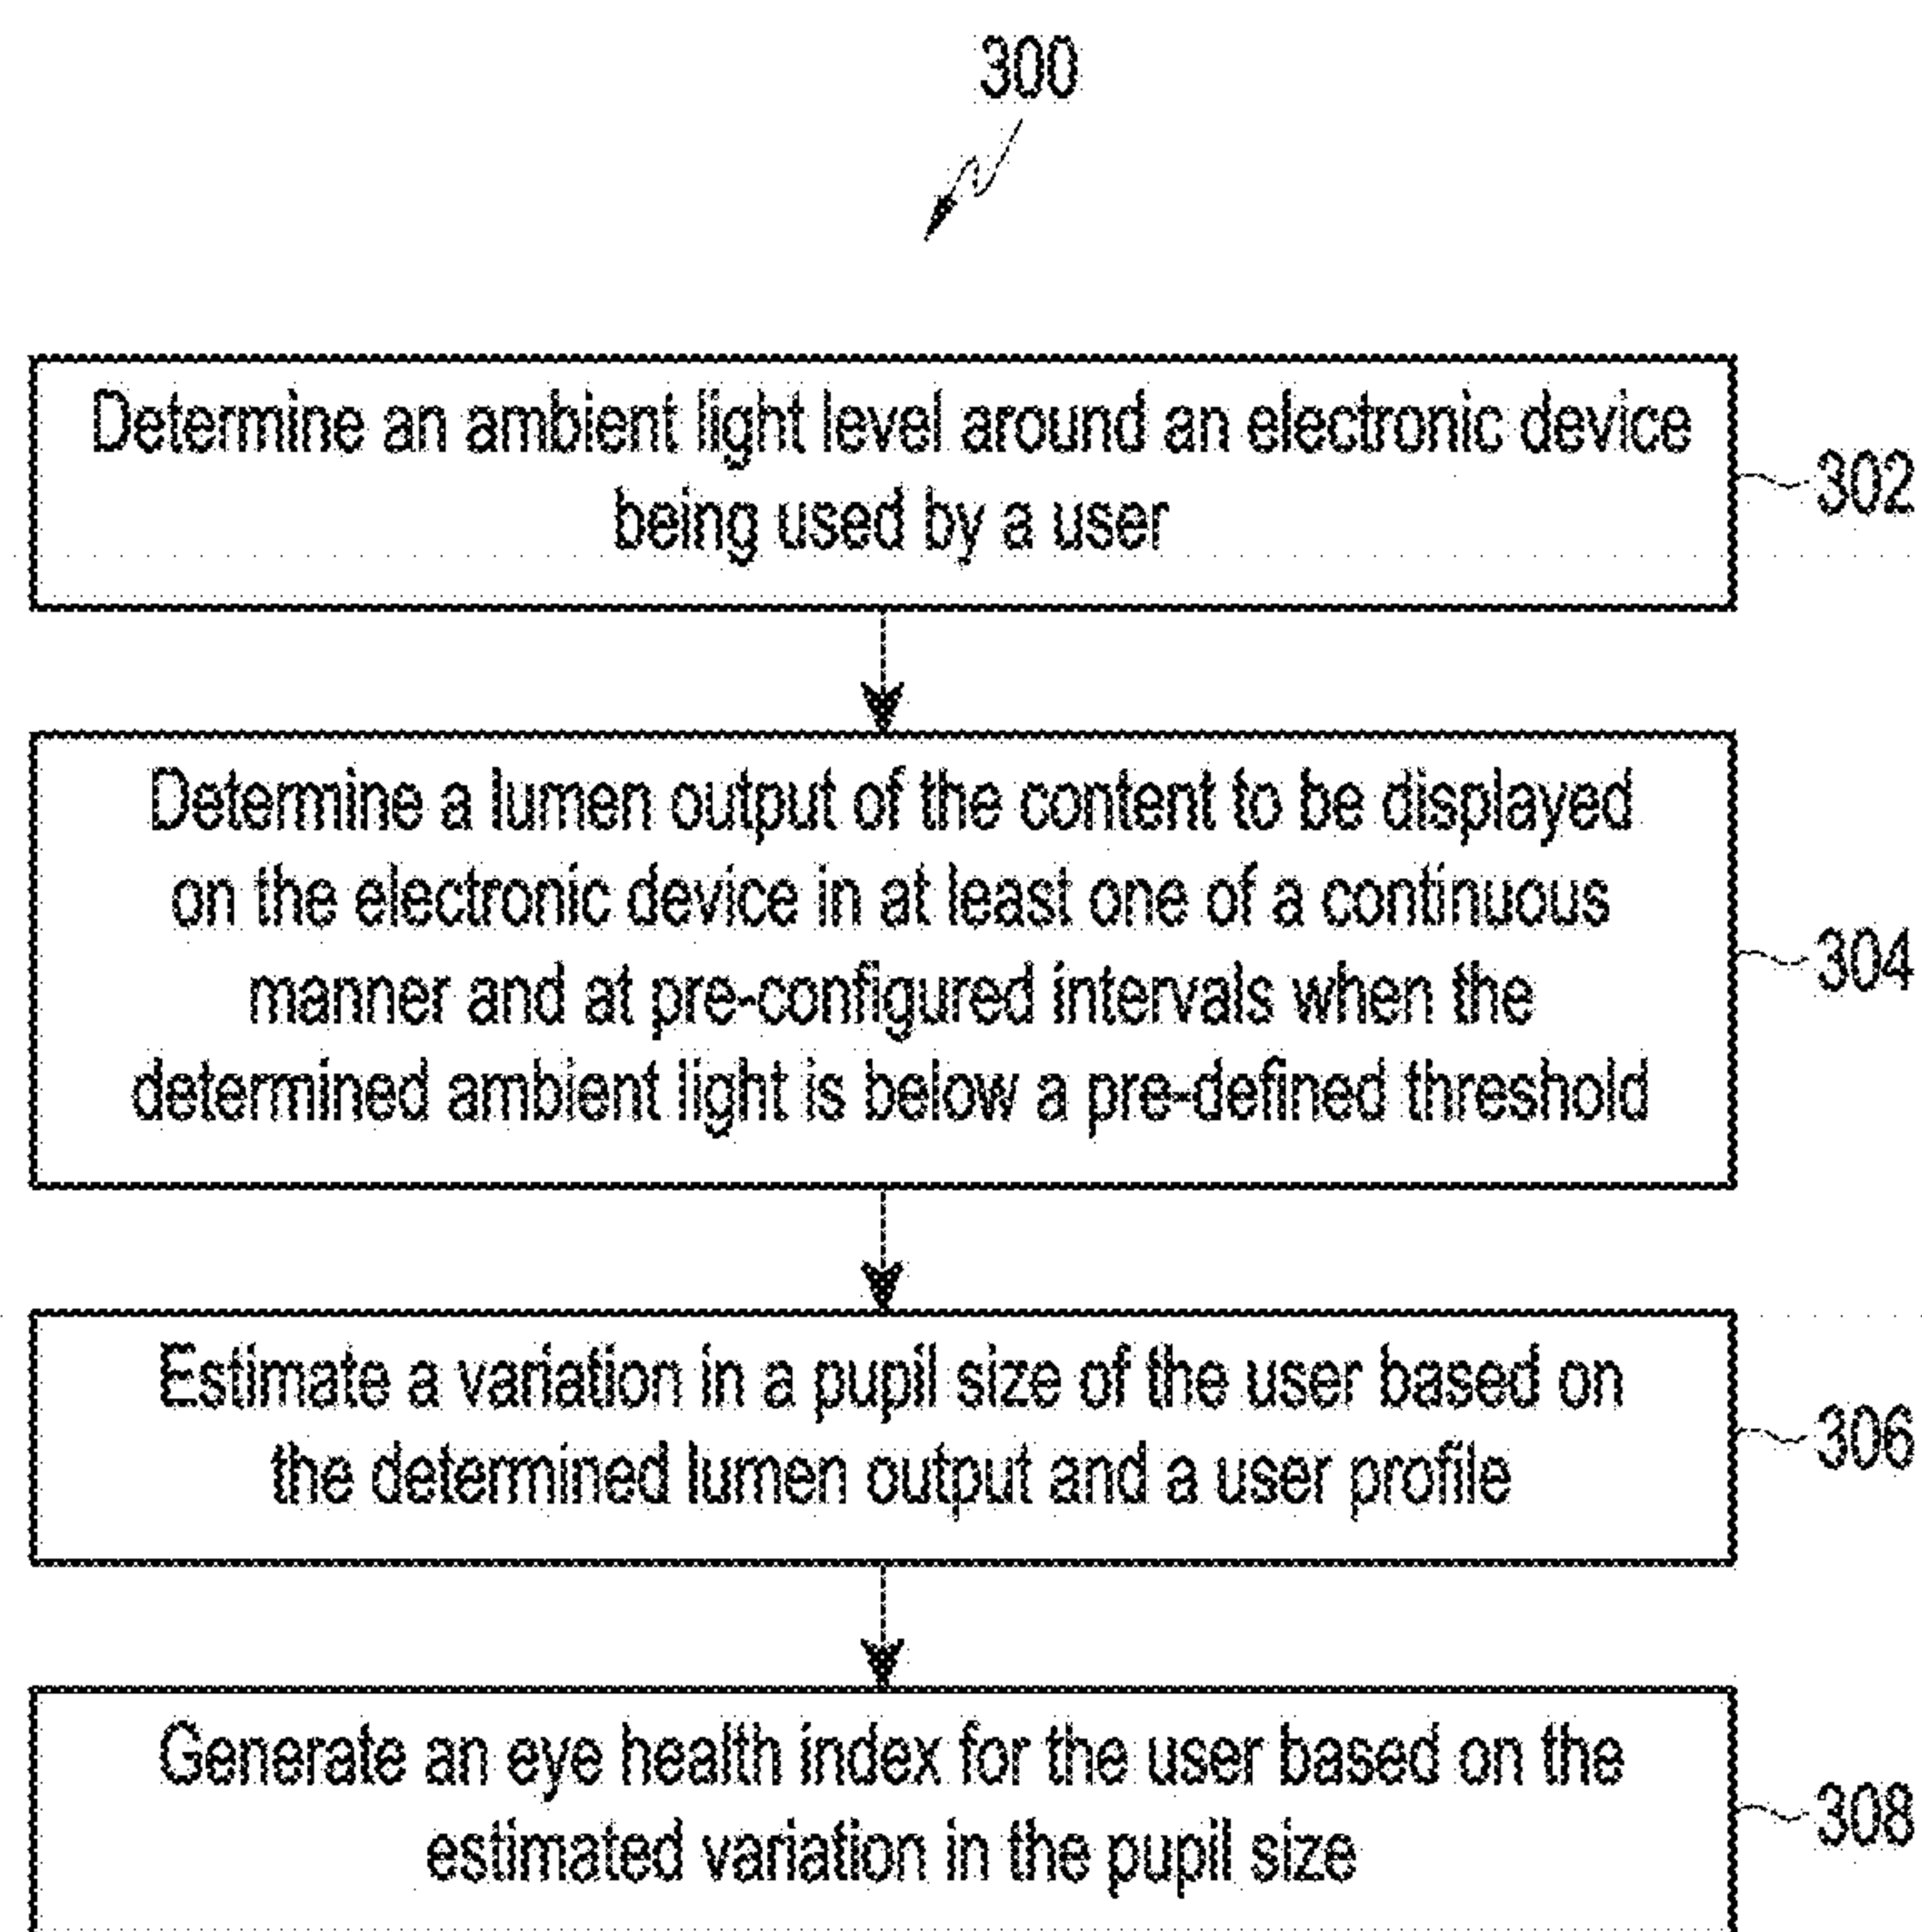 300
Determine an ambient light level around an electronic device
being used by a user
302
Determine a lumen output of the content to be displayed
on the electronic device in at least one of a continuous
manner and at pre-configured intervals when the
determined ambient light is below a pre-defined threshold
304
Estimate a variation in a pupil size of the user based on
the determined lumen output and a user profile
306
Generate an eye health index for the user based on the
estimated variation in the pupil size
308